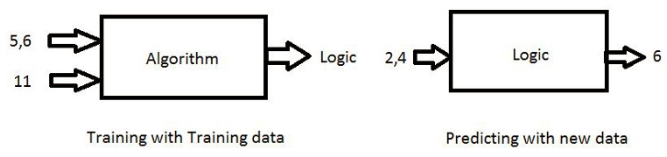 5,6
11
Algorithm
Logic
Training with Training data
2,4
Logic
6
Predicting with new data